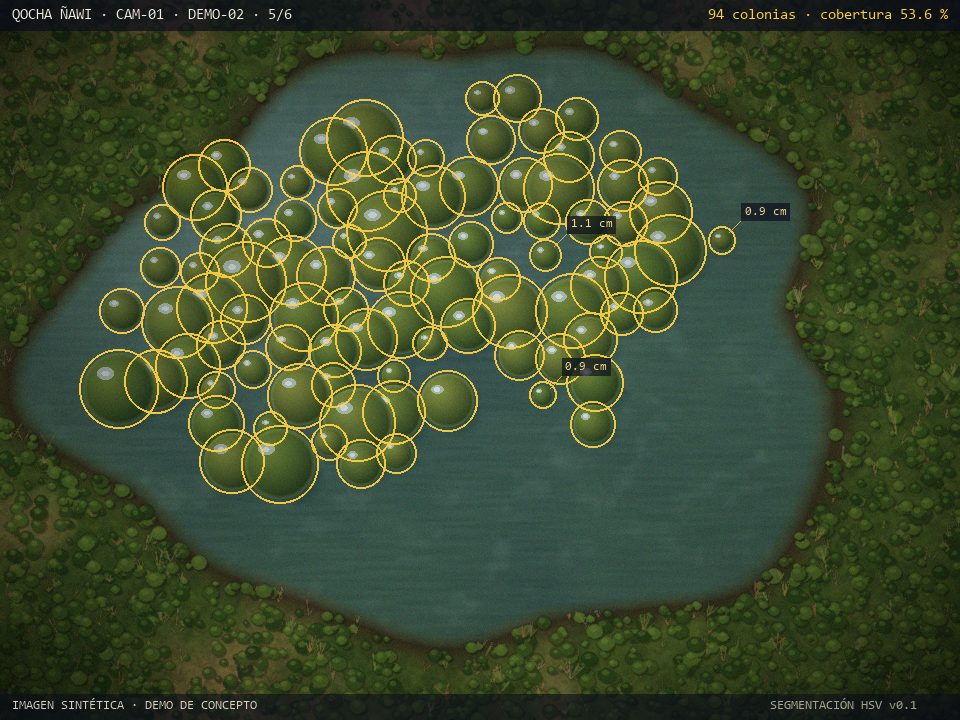 QOCHA ÑAWI · CAM-01 · DEMO-02 · 5/6
94 colonias · cobertura 53.6 %
0.9 cm
1.1 cm
0.9 cm
IMAGEN SINTÉTICA · DEMO DE CONCEPTO
SEGMENTACIÓN HSV v0.1